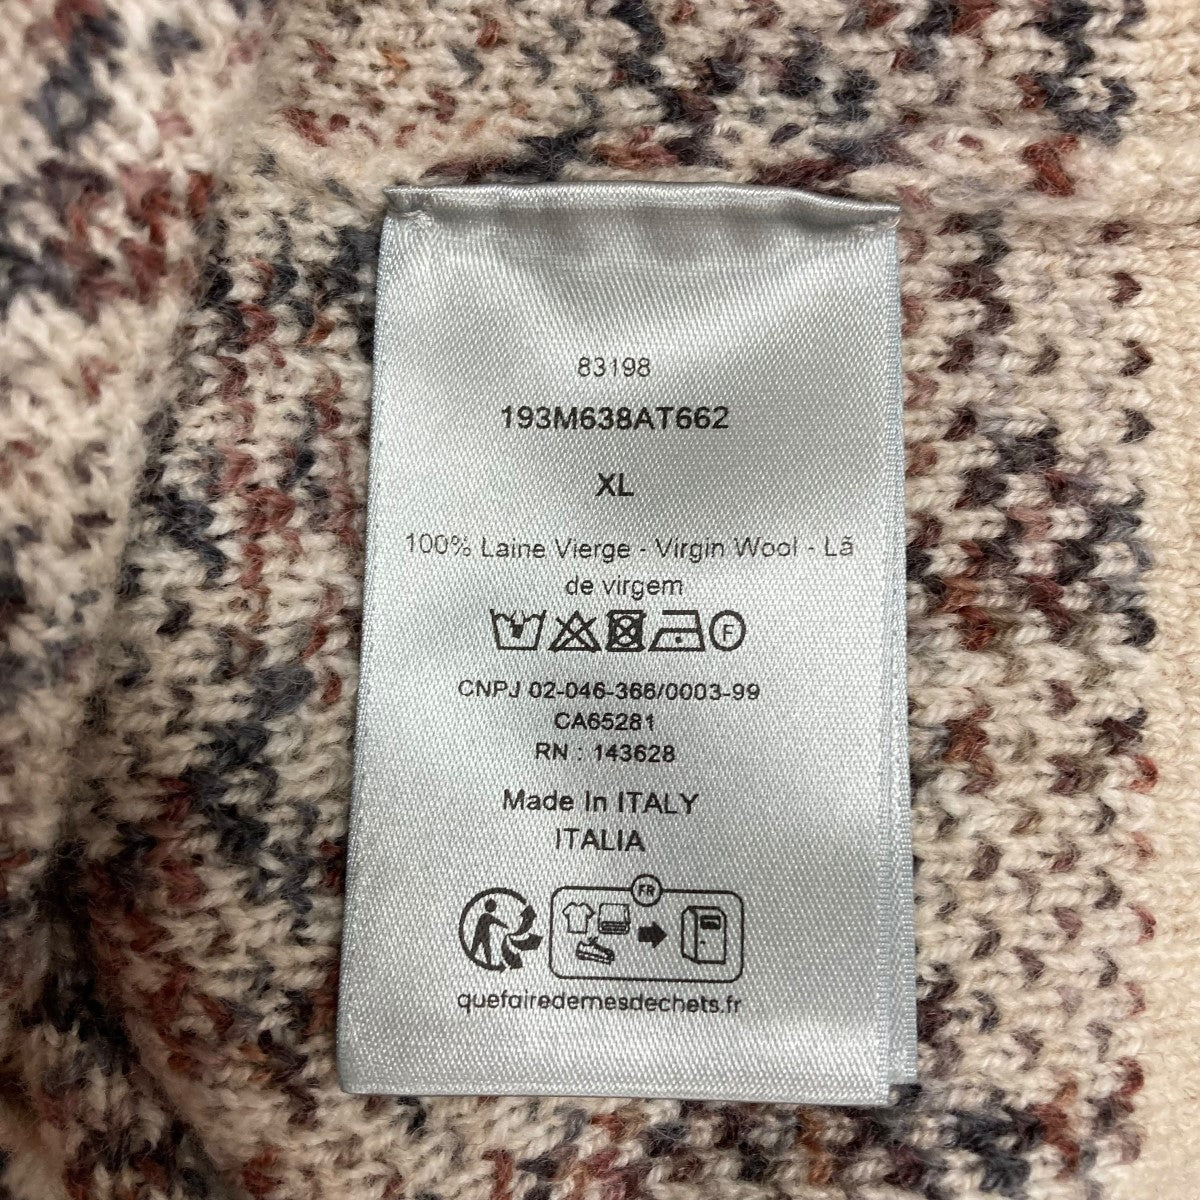 83198
193M638AT662
XL
100% Laine Vierge - Virgin Wool - Lã
de virgem
F
CNPJ 02-046-366/0003-99
CA65281
RN : 143628
Made In ITALY
ITALIA
FR
quefairedemesdechets.fr